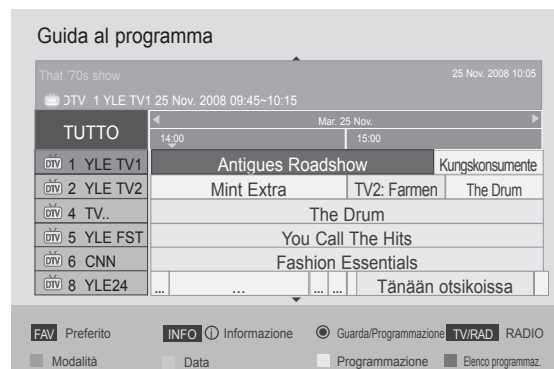 Guida al programma
That '70s show
25 Nov. 2008 10:05
DTV 1 YLE TV1 25 Nov. 2008 09:45~10:15
TUTTO
Mar. 25 Nov.
14:00 15:00
DTV 1 YLE TV1 Antigues Roadshow Kungskonsumente
DTV 2 YLE TV2 Mint Extra TV2: Farmen The Drum
DTV 4 TV.. The Drum
DTV 5 YLE FST You Call The Hits
DTV 6 CNN Fashion Essentials
DTV 8 YLE24 ... ... ... ... Tänään otsikoissa
FAV Preferito INFO i Informazione Guarda/Programmazione TV/RAD RADIO
Modalità Data Programmazione Elenco programmaz.